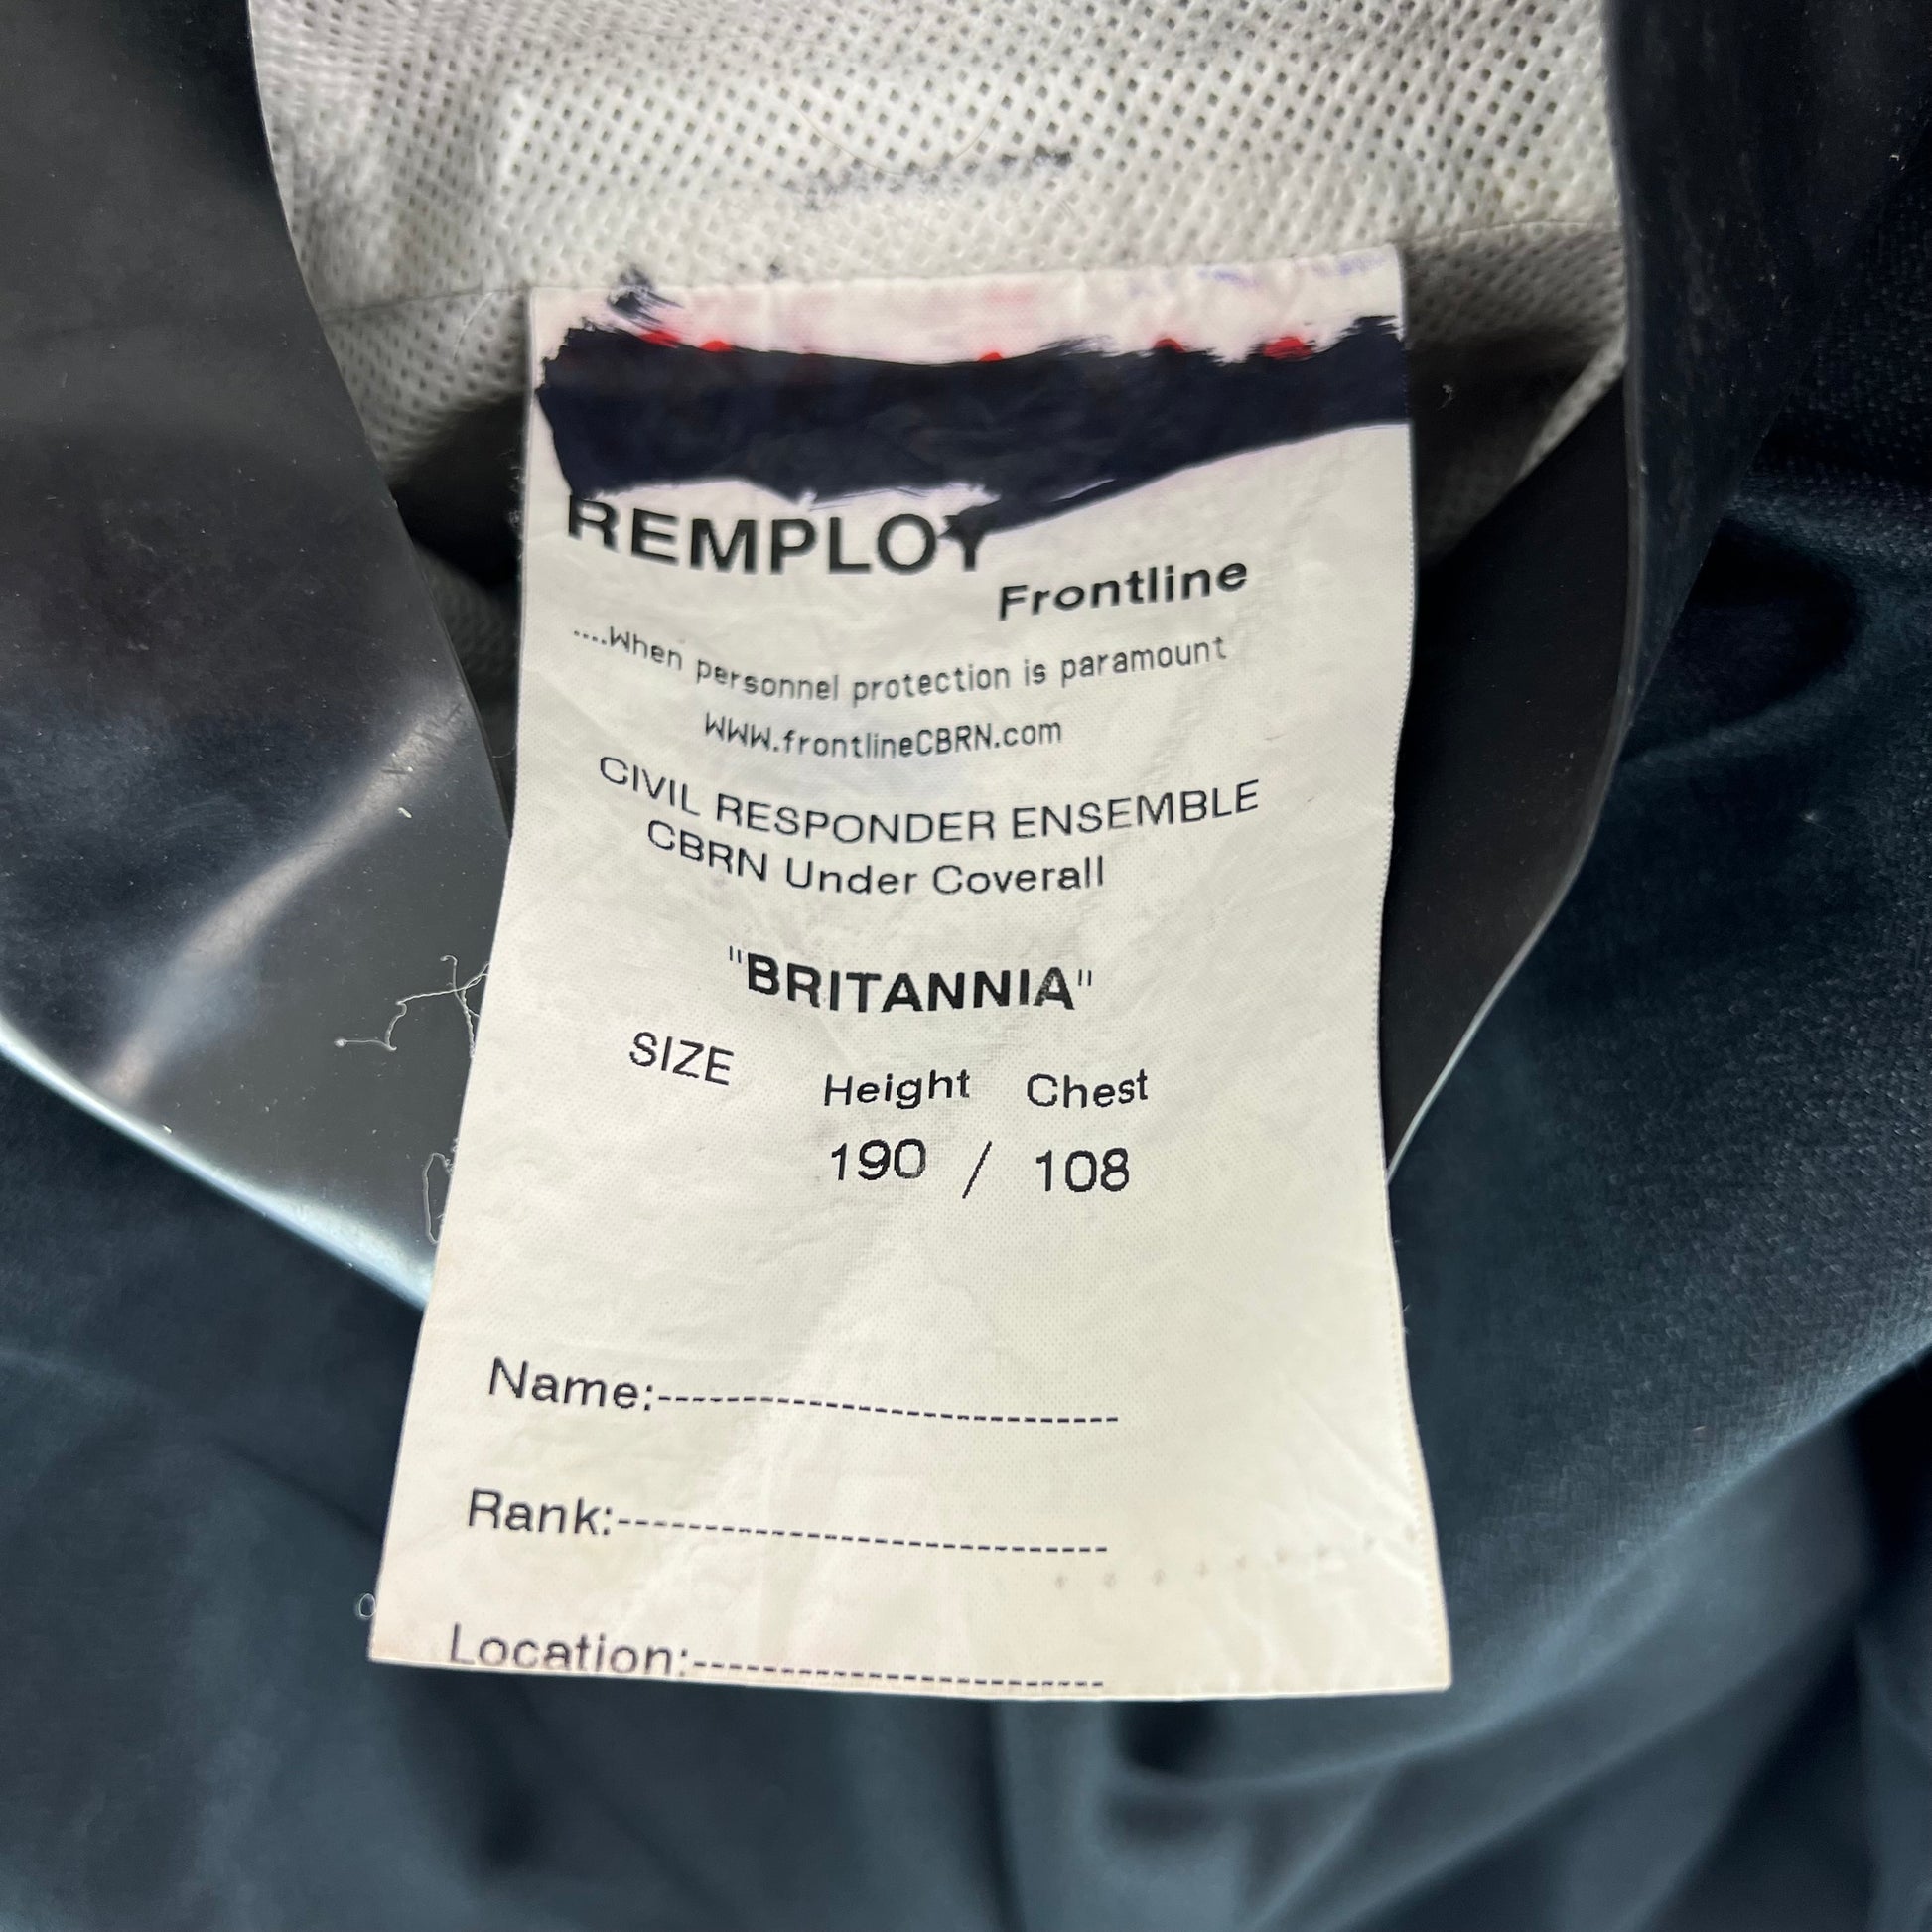 REMPLOY
Frontline
....When personnel protection is paramount
WWW.frontlineCBRN.com
CIVIL RESPONDER ENSEMBLE
CBRN Under Coverall
"BRITANNIA"
SIZE Height Chest
190 / 108
Name:---------------------------
Rank:-----------------------------
Location:------------------------